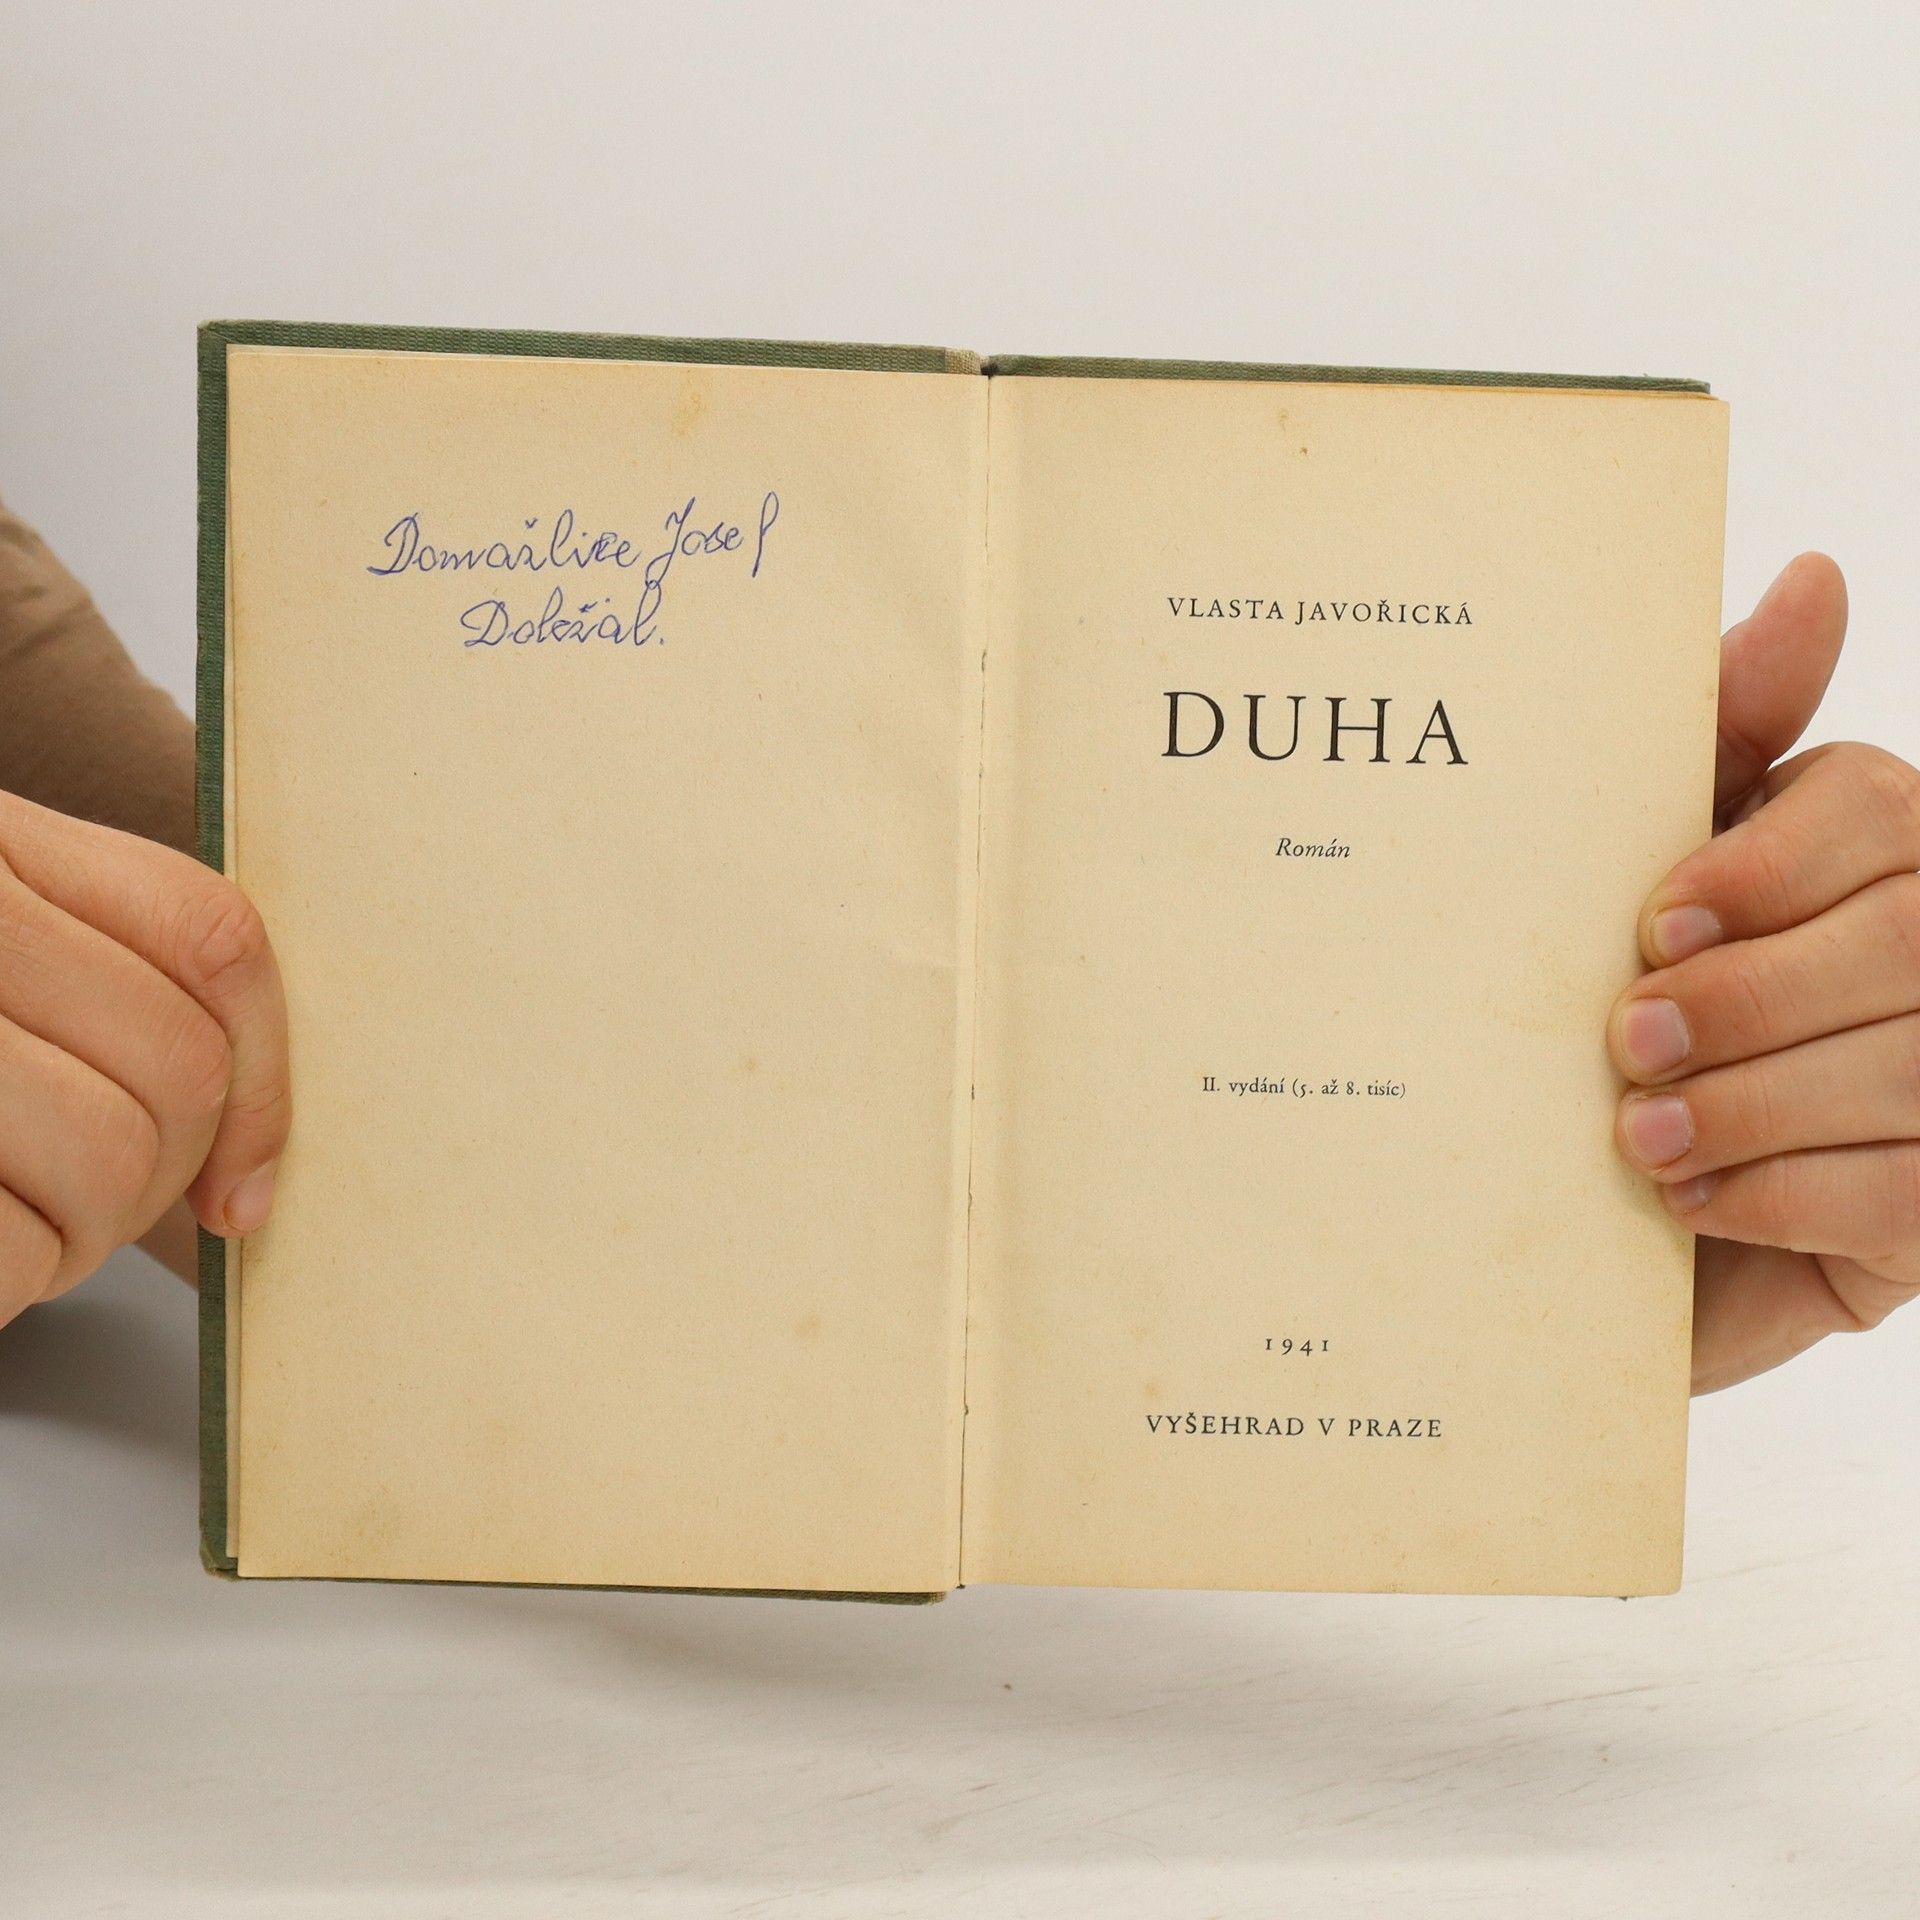 Domažlice Josef
Doležal.
VLASTA JAVOŘICKÁ
DUHA
Román
II. vydání (5. až 8. tisíc)
1941
VYŠEHRAD V PRAZE